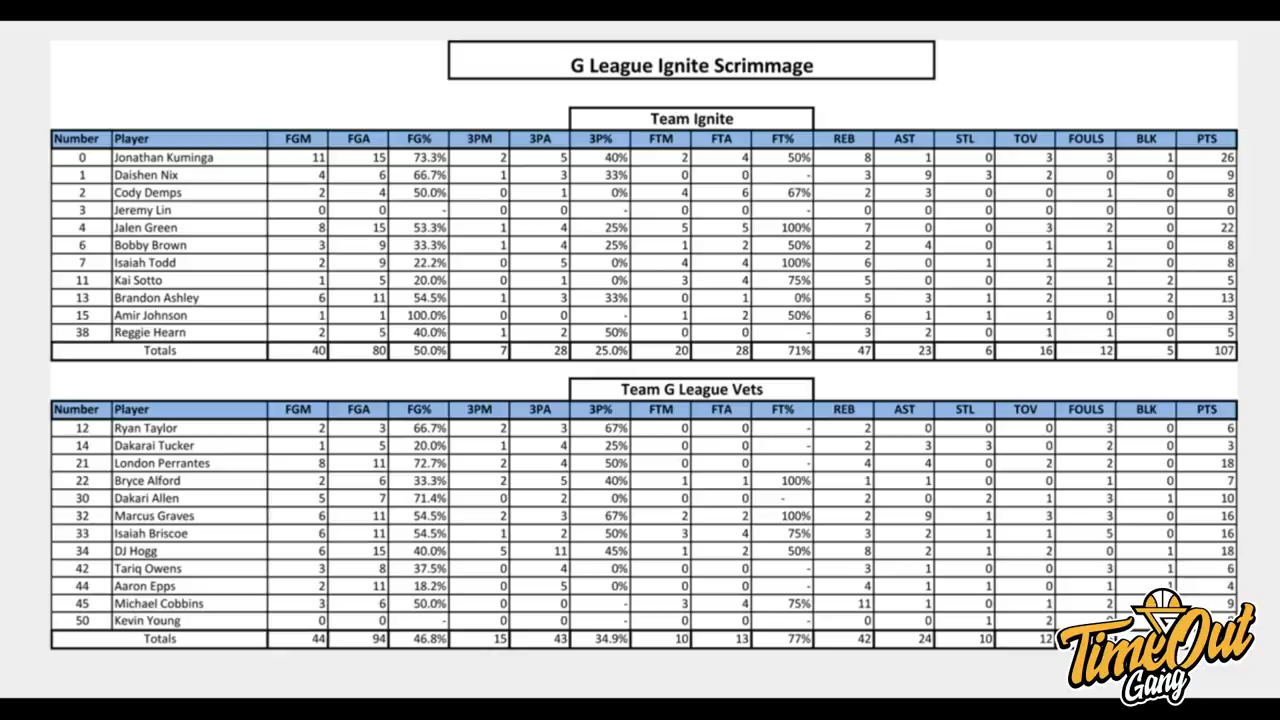 G League Ignite Scrimmage
Team Ignite
Number Player FGM FGA FG% 3PM 3PA 3P% FTM FTA FT% REB AST STL TOV FOULS BLK PTS
0 Jonathan Kuminga 11 15 73.3% 2 5 40% 2 4 50% 8 1 0 3 3 1 26
1 Daishen Nix 4 6 66.7% 1 3 33% 0 0 - 3 9 3 2 0 0 9
2 Cody Demps 2 4 50.0% 0 1 0% 4 6 67% 2 3 0 0 1 0 8
3 Jeremy Lin 0 0 - 0 0 - 0 0 - 0 0 0 0 0 0 0
4 Jalen Green 8 15 53.3% 1 4 25% 5 5 100% 7 0 0 3 2 0 22
6 Bobby Brown 3 9 33.3% 1 4 25% 1 2 50% 2 4 0 1 1 0 8
7 Isaiah Todd 2 9 22.2% 0 5 0% 4 4 100% 6 0 1 1 2 0 8
11 Kai Sotto 1 5 20.0% 0 1 0% 3 4 75% 5 0 0 2 1 2 5
13 Brandon Ashley 6 11 54.5% 1 3 33% 0 1 0% 5 3 1 2 1 2 13
15 Amir Johnson 1 1 100.0% 0 0 - 1 2 50% 6 1 1 1 0 0 3
38 Reggie Hearn 2 5 40.0% 1 2 50% 0 0 - 3 2 0 1 1 0 5
Totals 40 80 50.0% 7 28 25.0% 20 28 71% 47 23 6 16 12 5 107
Team G League Vets
Number Player FGM FGA FG% 3PM 3PA 3P% FTM FTA FT% REB AST STL TOV FOULS BLK PTS
12 Ryan Taylor 2 3 66.7% 2 3 67% 0 0 - 2 0 0 0 3 0 6
14 Dakarai Tucker 1 5 20.0% 1 4 25% 0 0 - 2 3 3 0 2 0 3
21 London Perrantes 8 11 72.7% 2 4 50% 0 0 - 4 4 0 2 2 0 18
22 Bryce Alford 2 6 33.3% 2 5 40% 1 1 100% 1 1 0 0 1 0 7
30 Dakari Allen 5 7 71.4% 0 2 0% 0 0 - 2 0 2 1 3 1 10
32 Marcus Graves 6 11 54.5% 2 3 67% 2 2 100% 2 9 1 3 3 0 16
33 Isaiah Briscoe 6 11 54.5% 1 2 50% 3 4 75% 3 2 1 1 5 0 16
34 DJ Hogg 6 15 40.0% 5 11 45% 1 2 50% 8 2 1 2 0 1 18
42 Tariq Owens 3 8 37.5% 0 4 0% 0 0 - 3 1 0 0 3 1 6
44 Aaron Epps 2 11 18.2% 0 5 0% 0 0 - 4 1 1 0 1 1 4
45 Michael Cobbins 3 6 50.0% 0 0 - 3 4 75% 11 1 0 1 2 9
50 Kevin Young 0 0 - 0 0 - 0 0 - 0 0 1 2
Totals 44 94 46.8% 15 43 34.9% 10 13 77% 42 24 10 12
TimeOut
Gang